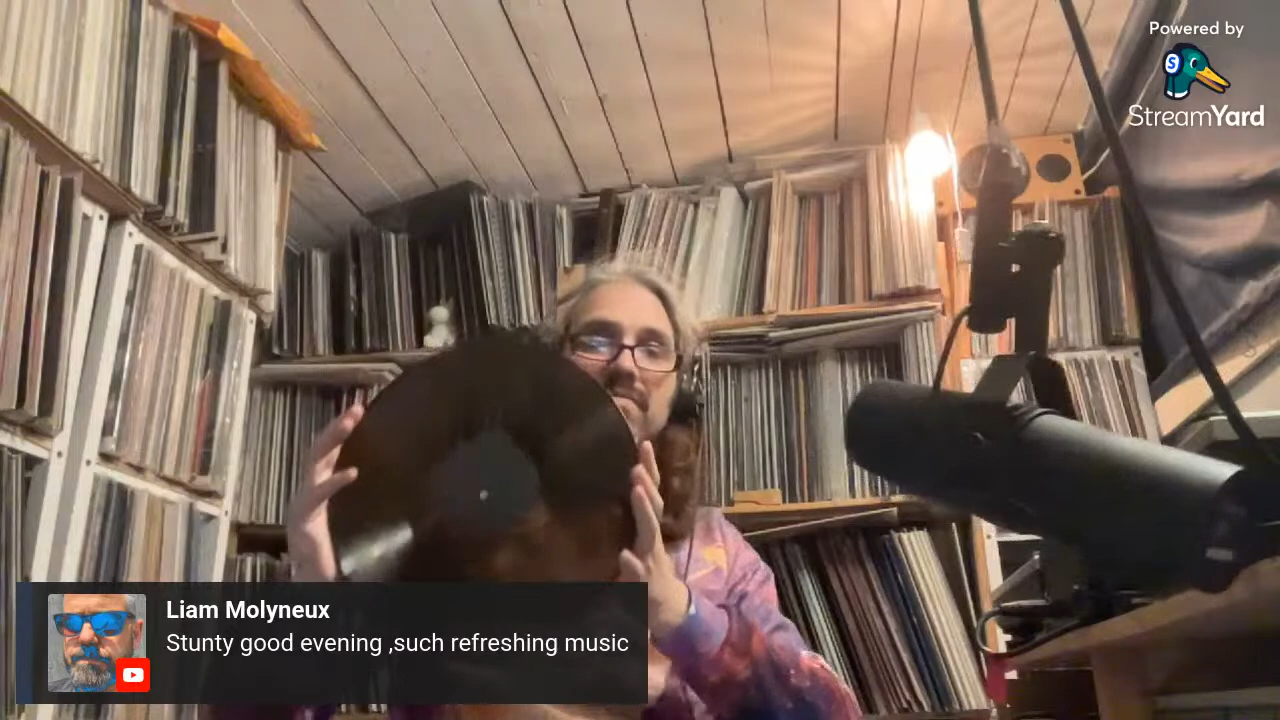 Powered by
S
StreamYard
Liam Molyneux
Stunty good evening ,such refreshing music